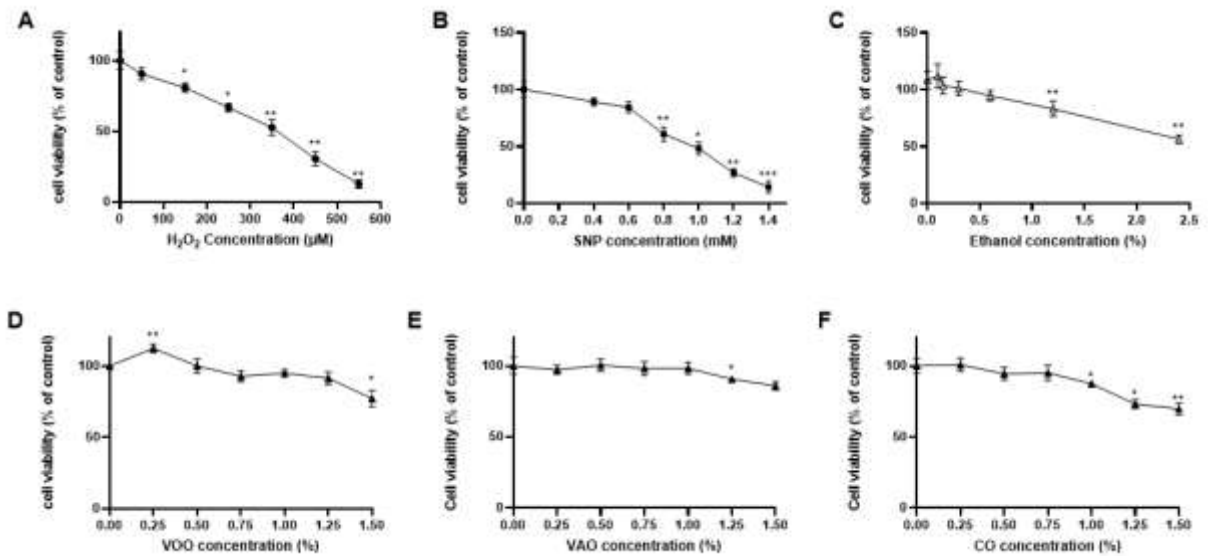 A
cell viability (% of control)
100
50
0
*
*
**
**
**
0 100 200 300 400 500 600
H₂O₂ Concentration (µM)
B
cell viability (% of control)
150
100
50
0
**
*
**
***
0.0 0.4 0.6 0.8 1.0 1.2 1.4
SNP concentration (mM)
C
cell viability (% of control)
150
100
50
0
**
**
0.0 0.5 1.0 1.5 2.0 2.5
Ethanol concentration (%)
D
cell viability (% of control)
100
50
0
**
*
0.00 0.25 0.50 0.75 1.00 1.25 1.50
VOO concentration (%)
E
Cell viability (% of control)
100
50
0
*
0.00 0.25 0.50 0.75 1.00 1.25 1.50
VAO concentration (%)
F
Cell viability (% of control)
100
50
0
*
*
**
0.00 0.25 0.50 0.75 1.00 1.25 1.50
CO concentration (%)